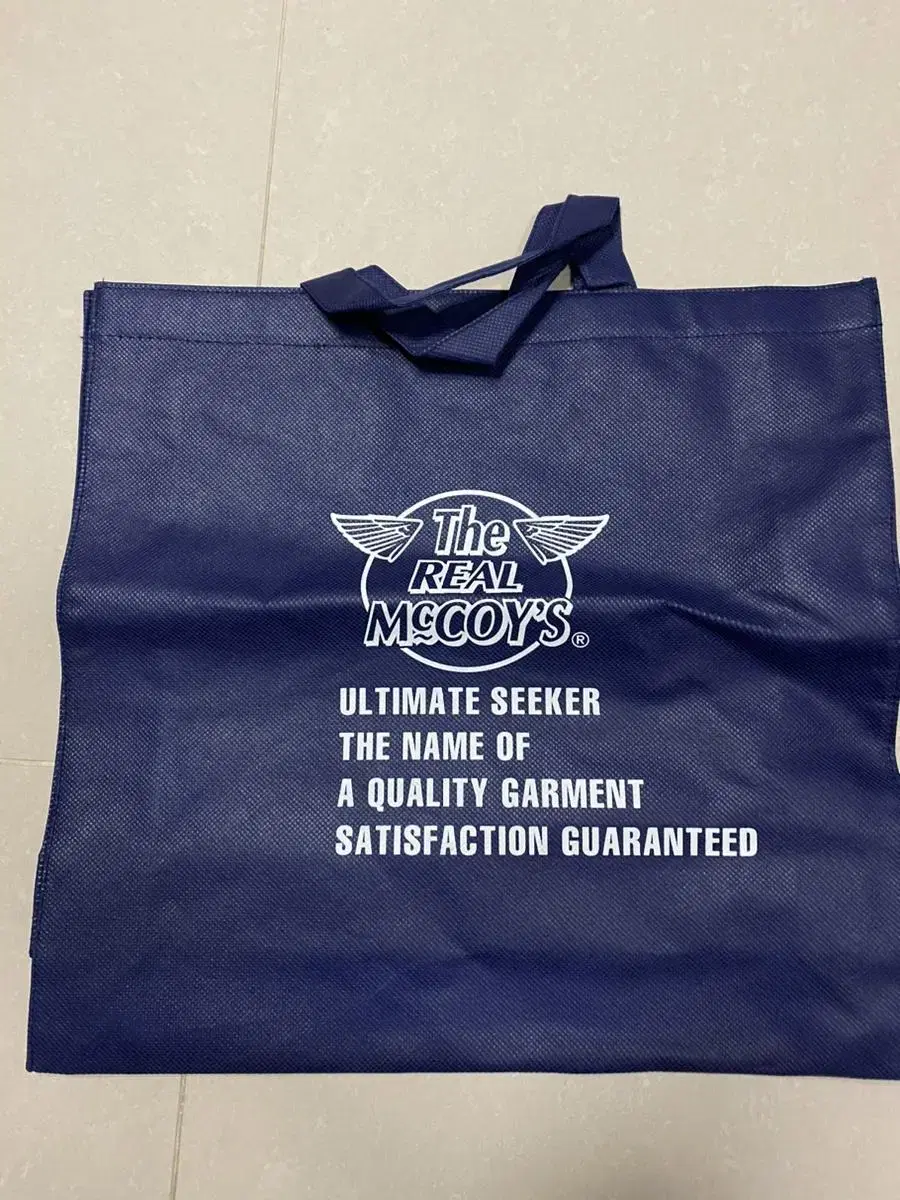 The
REAL
McCOY'S®
ULTIMATE SEEKER
THE NAME OF
A QUALITY GARMENT
SATISFACTION GUARANTEED